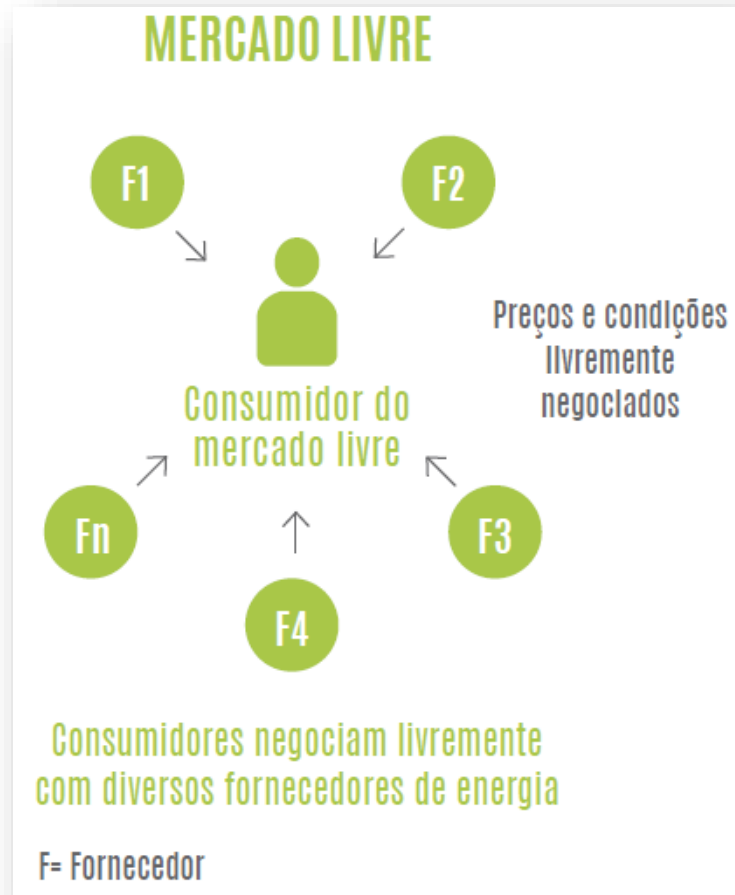 MERCADO LIVRE
F1
F2
Preços e condições
livremente
negociados
Consumidor do
mercado livre
Fn
F3
F4
Consumidores negociam livremente
com diversos fornecedores de energia
F= Fornecedor